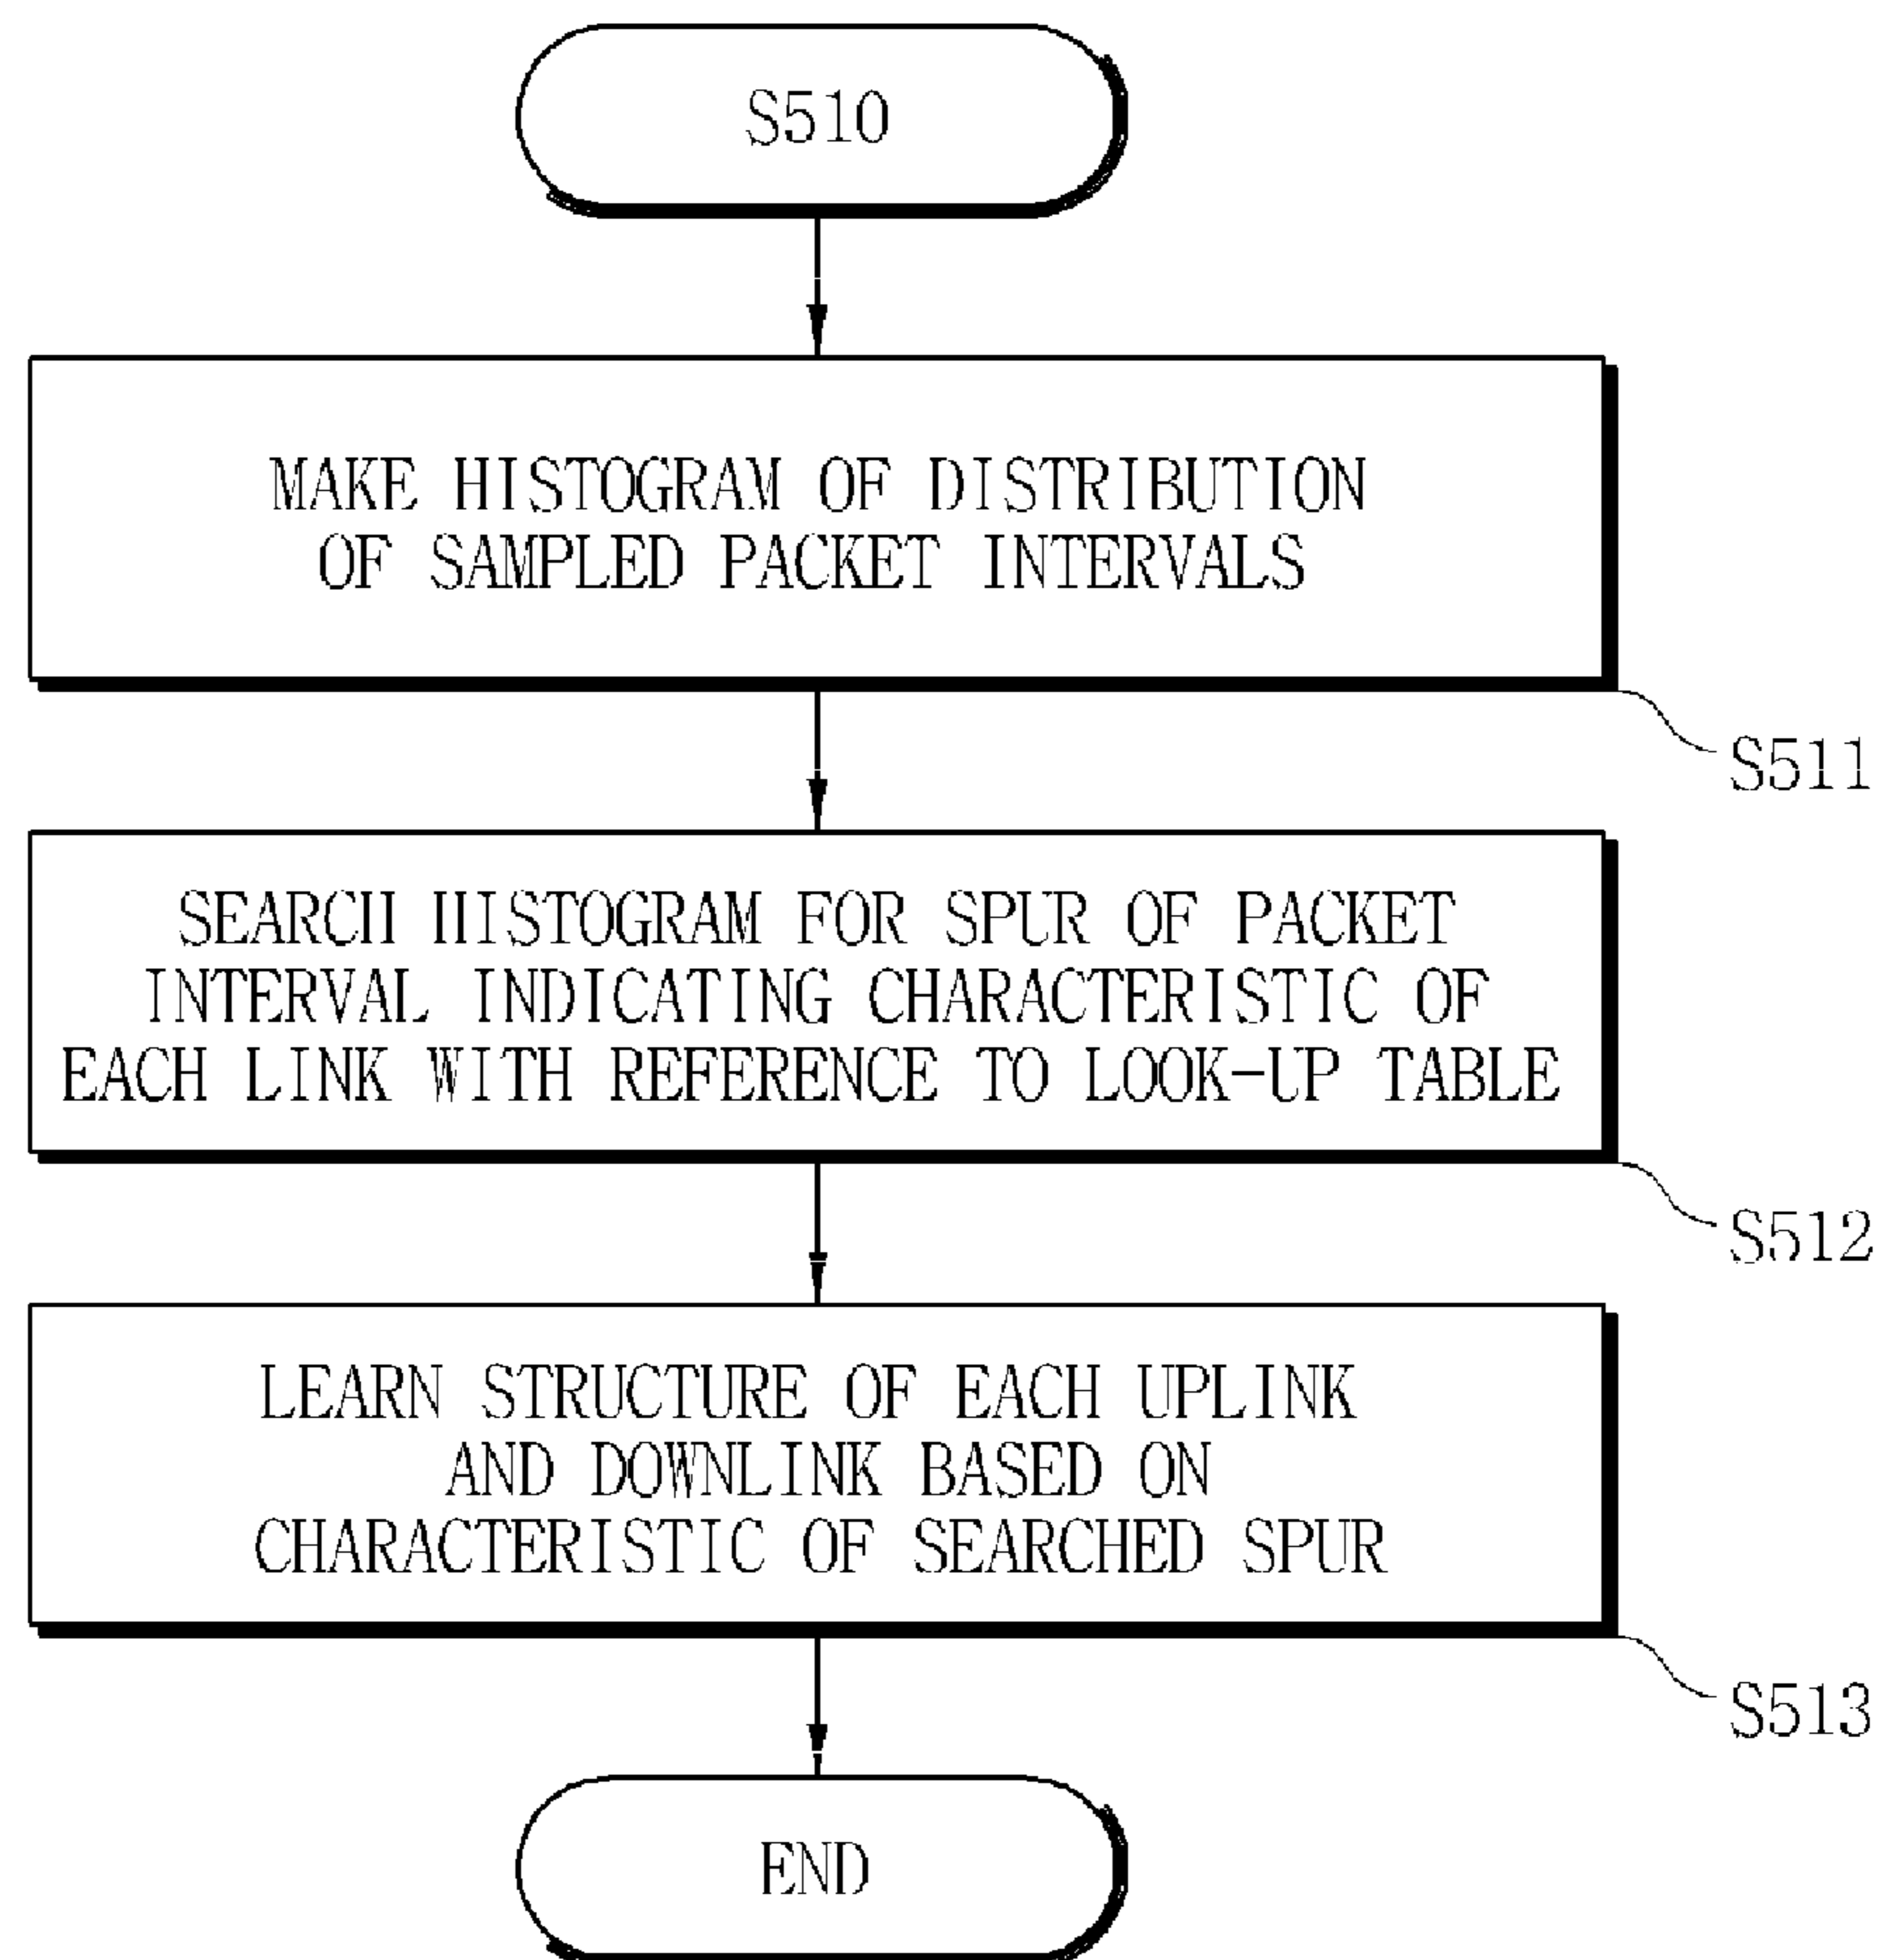 S510
MAKE HISTOGRAM OF DISTRIBUTION
OF SAMPLED PACKET INTERVALS
S511
SEARCH HISTOGRAM FOR SPUR OF PACKET
INTERVAL INDICATING CHARACTERISTIC OF
EACH LINK WITH REFERENCE TO LOOK-UP TABLE
S512
LEARN STRUCTURE OF EACH UPLINK
AND DOWNLINK BASED ON
CHARACTERISTIC OF SEARCHED SPUR
S513
END